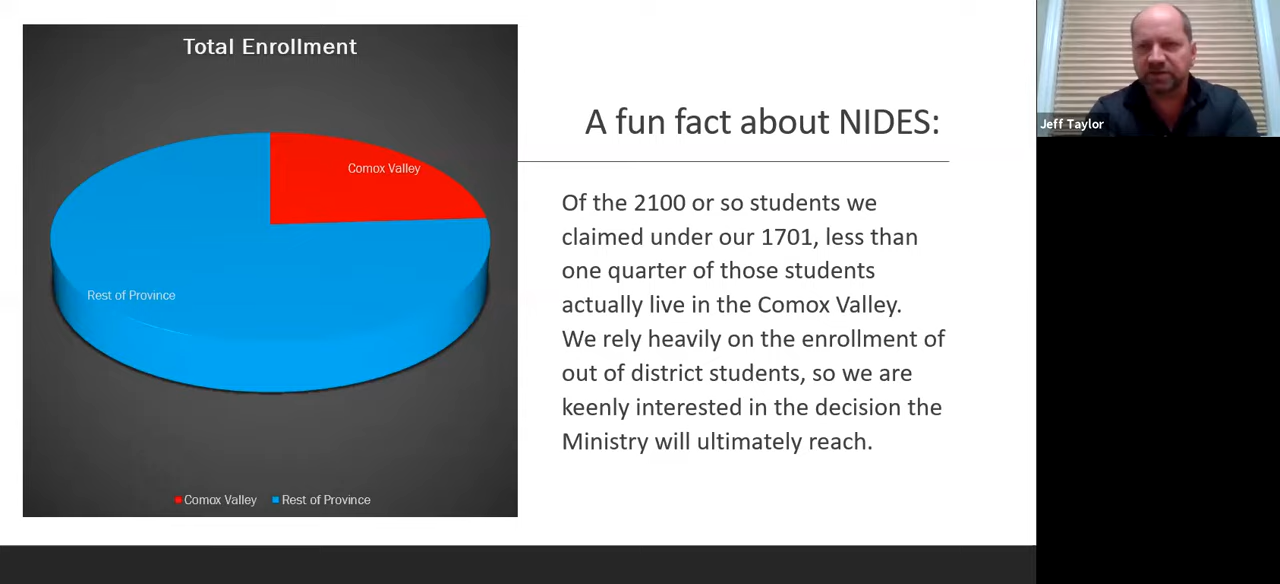 Total Enrollment
Comox Valley
Rest of Province
Comox Valley Rest of Province
A fun fact about NIDES:
Of the 2100 or so students we
claimed under our 1701, less than
one quarter of those students
actually live in the Comox Valley.
We rely heavily on the enrollment of
out of district students, so we are
keenly interested in the decision the
Ministry will ultimately reach.
Jeff Taylor